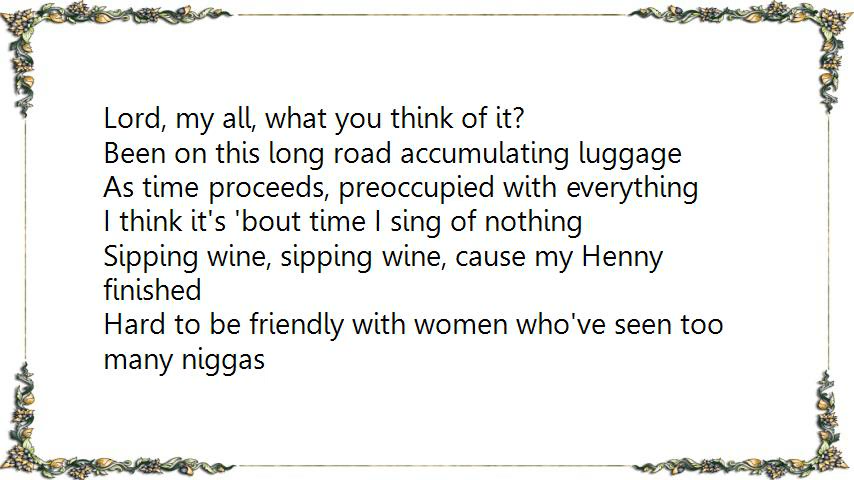 Lord, my all, what you think of it?
Been on this long road accumulating luggage
As time proceeds, preoccupied with everything
I think it's 'bout time I sing of nothing
Sipping wine, sipping wine, cause my Henny
finished
Hard to be friendly with women who've seen too
many niggas